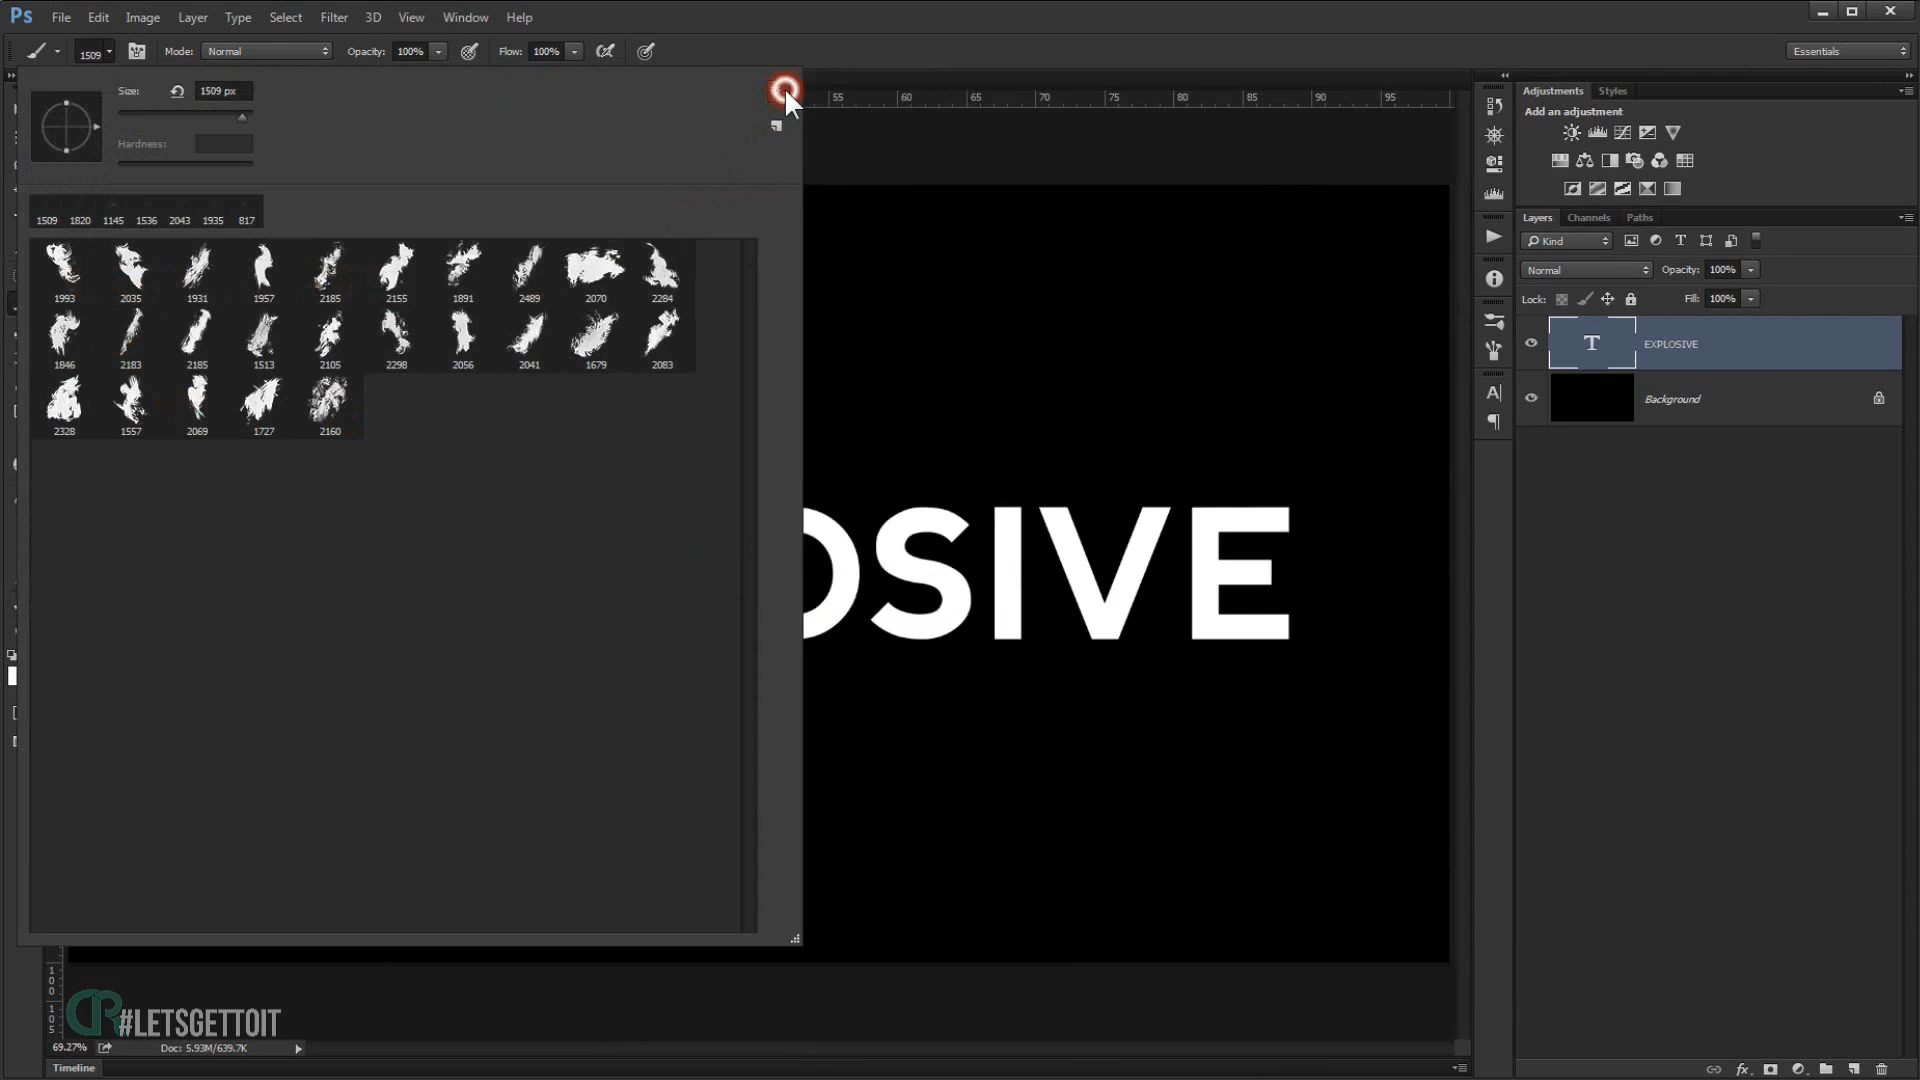 Ps File Edit Image Layer Type Select Filter 3D View Window Help
1509 Mode: Normal Opacity: 100% Flow: 100% Essentials
Size: 1509 px
Hardness:
55 60 65 70 75 80 85 90 95
1509 1820 1145 1536 2043 1935 817
1993 2035 1931 1957 2185 2155 1891 2489 2070 2284
1846 2183 2185 1513 2105 2298 2056 2041 1679 2083
2328 1557 2069 1727 2160
OSIVE
Adjustments Styles
Add an adjustment
Layers Channels Paths
Kind T
Normal Opacity: 100%
Lock: Fill: 100%
T EXPLOSIVE
Background
A
100
105
#LETSGETTOIT
69.27% Doc: 5.93M/639.7K
Timeline
fx